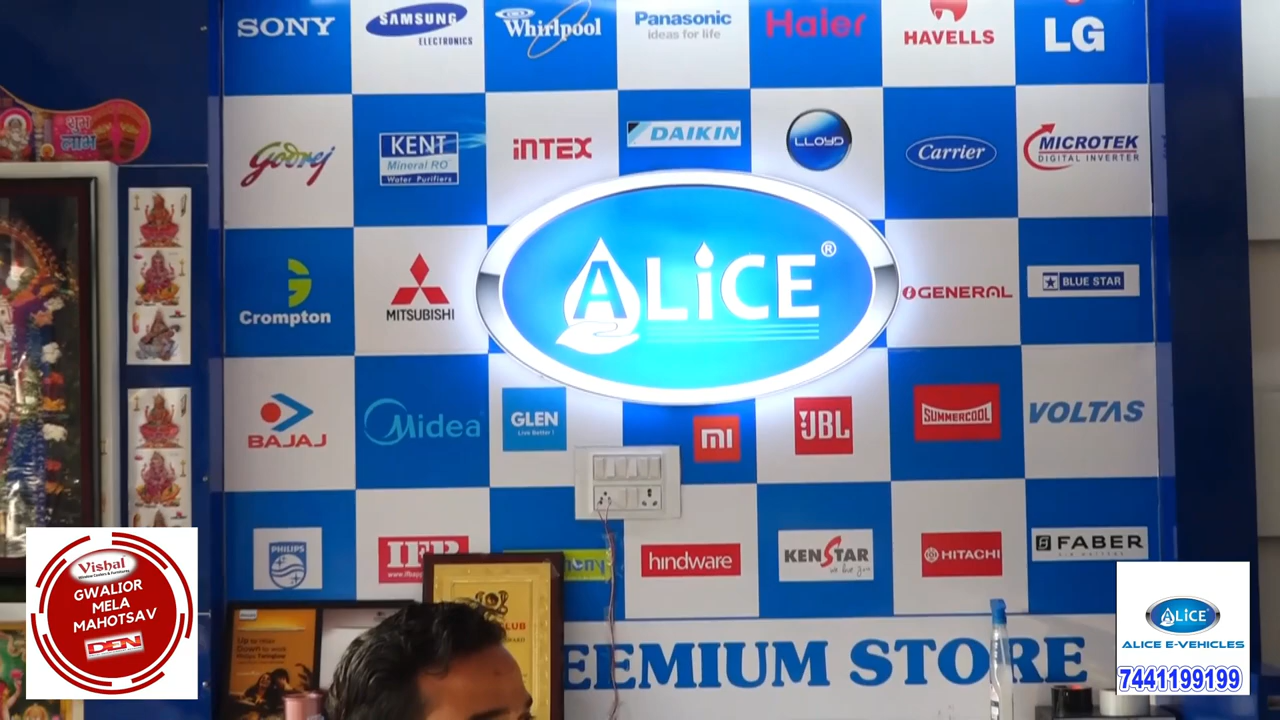 SONY
SAMSUNG
ELECTRONICS
Whirlpool
Panasonic
ideas for life
Haier
HAVELLS
LG
शुभ
लाभ
Godrej
KENT
Mineral RO
Water Purifiers
INTEX
DAIKIN
LLOYD
Carrier
MICROTEK
DIGITAL INVERTER
Crompton
MITSUBISHI
ALiCE ®
GENERAL
BLUE STAR
BAJAJ
Midea
GLEN
Live Better !
mi
JBL
SUMMERCOOL
VOLTAS
PHILIPS
IFB
hindware
KENSTAR
HITACHI
FABER
EEMIUM STORE
Vishal
GWALIOR
MELA
MAHOTSAV
DEN
ALiCE
ALICE E-VEHICLES
7441199199